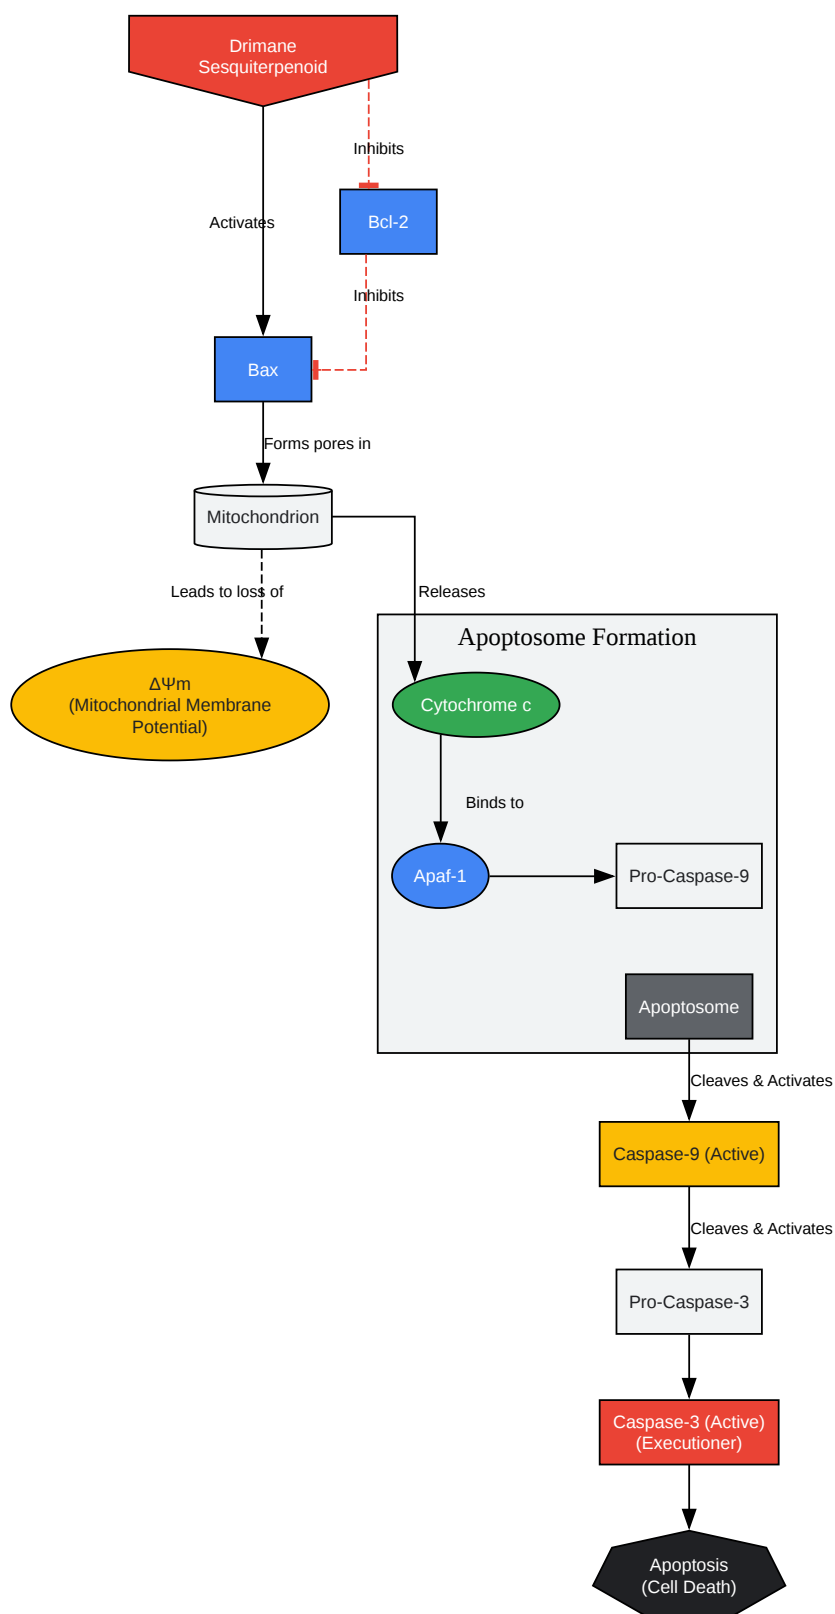 Drimane
Sesquiterpenoid
Inhibits
Activates
Bcl-2
Inhibits
Bax
Forms pores in
Mitochondrion
Leads to loss of
Releases
Apoptosome Formation
ΔΨm
(Mitochondrial Membrane
Potential)
Cytochrome c
Binds to
Apaf-1
Pro-Caspase-9
Apoptosome
Cleaves & Activates
Caspase-9 (Active)
Cleaves & Activates
Pro-Caspase-3
Caspase-3 (Active)
(Executioner)
Apoptosis
(Cell Death)